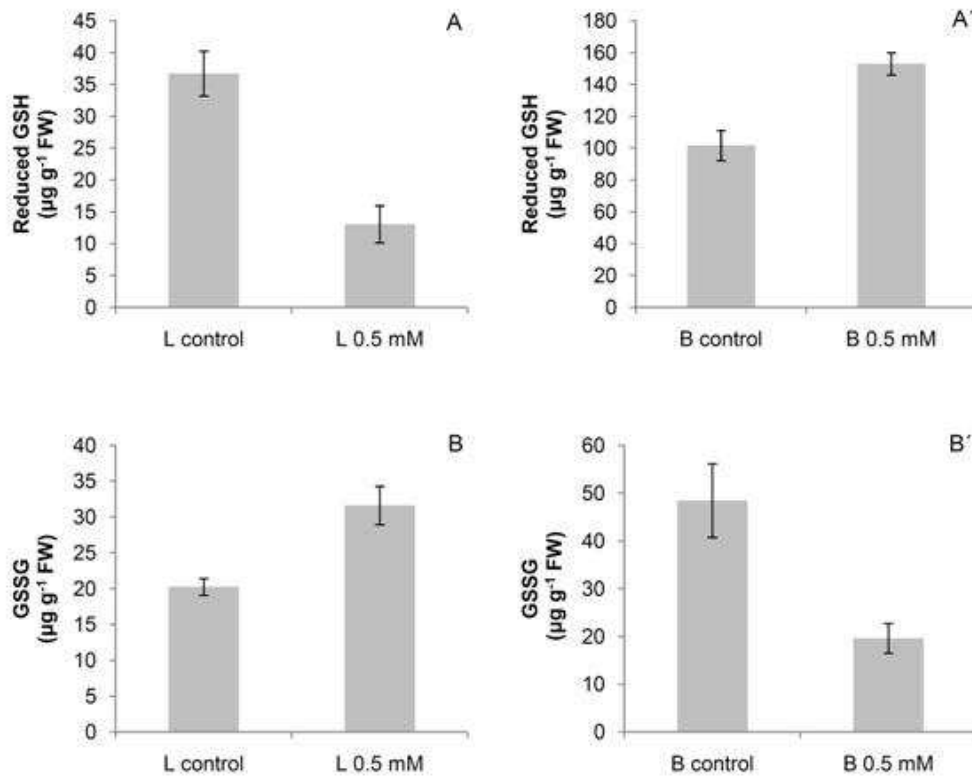 A
Reduced GSH
(µg g⁻¹ FW)
45
40
35
30
25
20
15
10
5
0
L control
L 0.5 mM
A´
Reduced GSH
(µg g⁻¹ FW)
180
160
140
120
100
80
60
40
20
0
B control
B 0.5 mM
B
GSSG
(µg g⁻¹ FW)
40
35
30
25
20
15
10
5
0
L control
L 0.5 mM
B´
GSSG
(µg g⁻¹ FW)
60
50
40
30
20
10
0
B control
B 0.5 mM